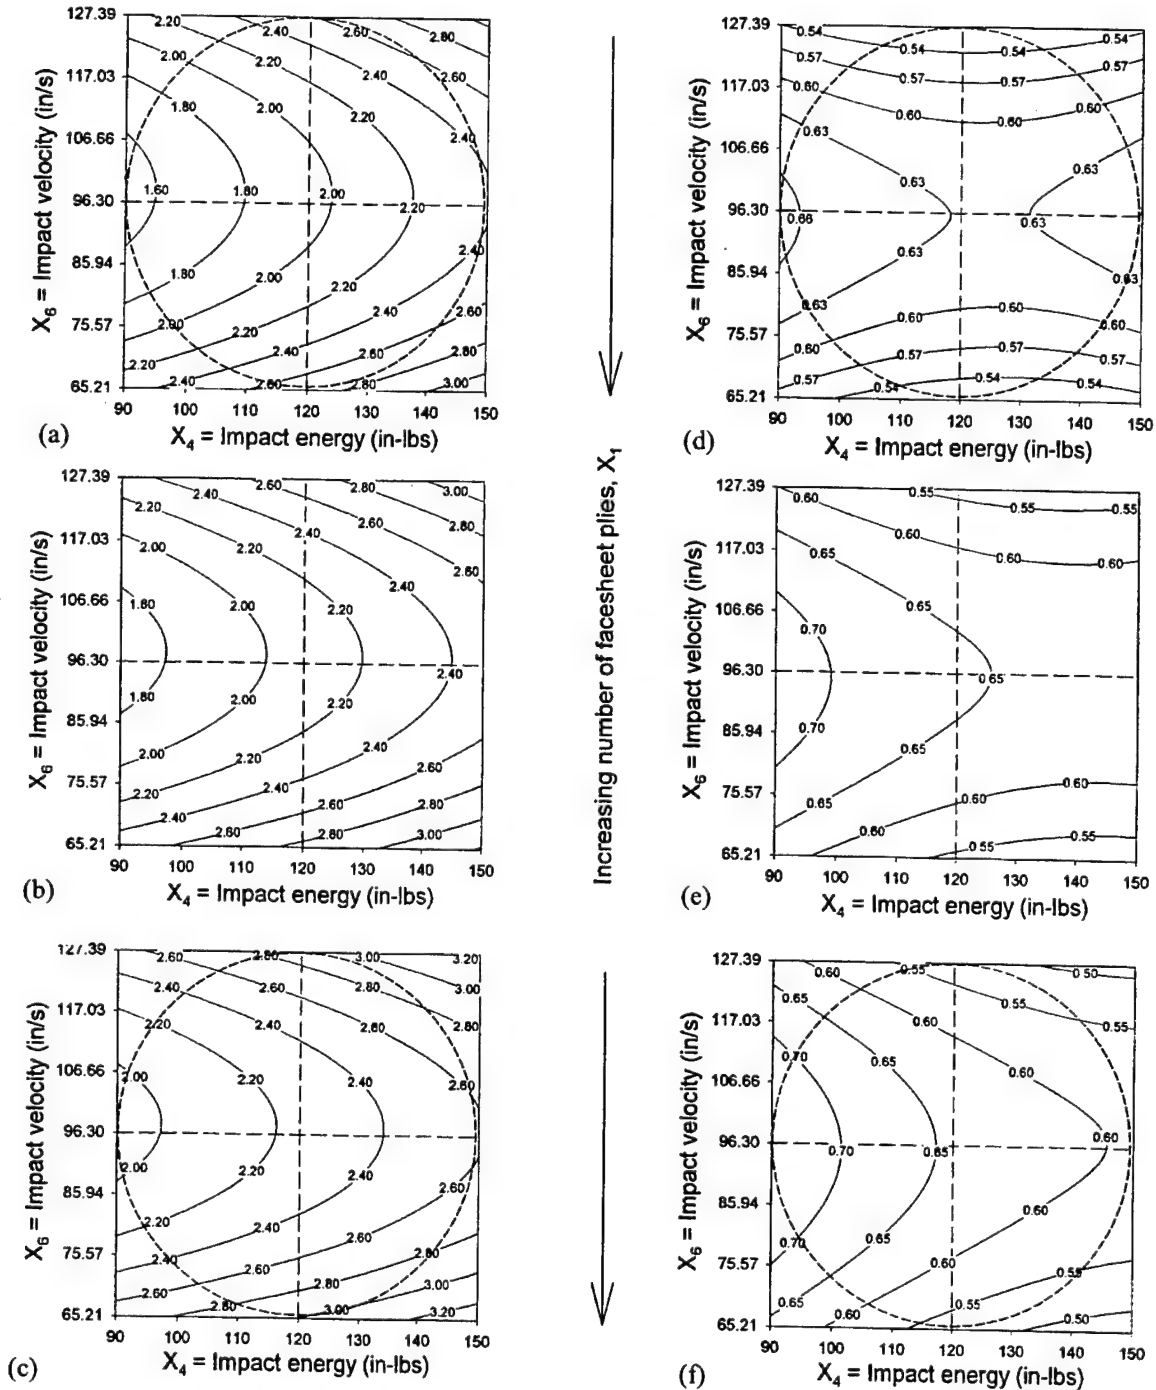 127.39
117.03
106.66
96.30
85.94
75.57
65.21
X6 = Impact velocity (in/s)
2.20 2.40 2.60 2.80
2.00 2.20 2.40 2.60
1.80 2.00 2.20 2.40
1.60 1.80 2.00 2.20
1.80 2.00 2.20 2.40
2.00 2.20 2.40 2.60
2.20 2.40 2.60 2.80
2.40 2.60 2.80 3.00
90 100 110 120 130 140 150
(a) X4 = Impact energy (in-lbs)
127.39
117.03
106.66
96.30
85.94
75.57
65.21
X6 = Impact velocity (in/s)
0.54 0.54 0.54
0.57 0.57 0.57
0.60 0.60 0.60
0.63 0.63 0.63
0.66 0.63
0.63 0.63
0.63 0.60 0.60
0.60 0.57 0.57
0.57 0.54 0.54
90 100 110 120 130 140 150
(d) X4 = Impact energy (in-lbs)
Increasing number of facesheet plies, X1
127.39
117.03
106.66
96.30
85.94
75.57
65.21
X6 = Impact velocity (in/s)
2.40 2.60 2.80 3.00
2.20 2.40 2.60 2.80
2.00 2.20 2.40 2.60
1.80 2.00 2.20 2.40
1.80 2.00 2.20 2.40
2.00 2.20 2.40 2.60
2.20 2.40 2.60 2.80
2.40 2.60 2.80 3.00
90 100 110 120 130 140 150
(b) X4 = Impact energy (in-lbs)
127.39
117.03
106.66
96.30
85.94
75.57
65.21
X6 = Impact velocity (in/s)
0.60 0.55 0.55 0.55
0.65 0.60 0.60 0.60
0.70 0.65
0.65
0.70 0.65
0.65 0.60 0.60
0.60 0.55 0.55
90 100 110 120 130 140 150
(e) X4 = Impact energy (in-lbs)
127.39
117.03
106.66
96.30
85.94
75.57
65.21
X6 = Impact velocity (in/s)
2.60 2.80 3.00 3.20
2.40 2.60 2.80 3.00
2.20 2.40 2.60 2.80
2.00 2.20 2.40 2.60
2.00 2.20 2.40 2.60
2.20 2.40 2.60 2.80
2.40 2.60 2.80 3.00
2.60 2.80 3.00 3.20
90 100 110 120 130 140 150
(c) X4 = Impact energy (in-lbs)
127.39
117.03
106.66
96.30
85.94
75.57
65.21
X6 = Impact velocity (in/s)
0.60 0.55 0.50
0.65 0.60 0.55 0.55
0.70 0.65 0.60
0.70 0.65 0.60
0.70 0.65 0.60
0.65 0.60 0.55
0.60 0.55 0.50
90 100 110 120 130 140 150
(f) X4 = Impact energy (in-lbs)